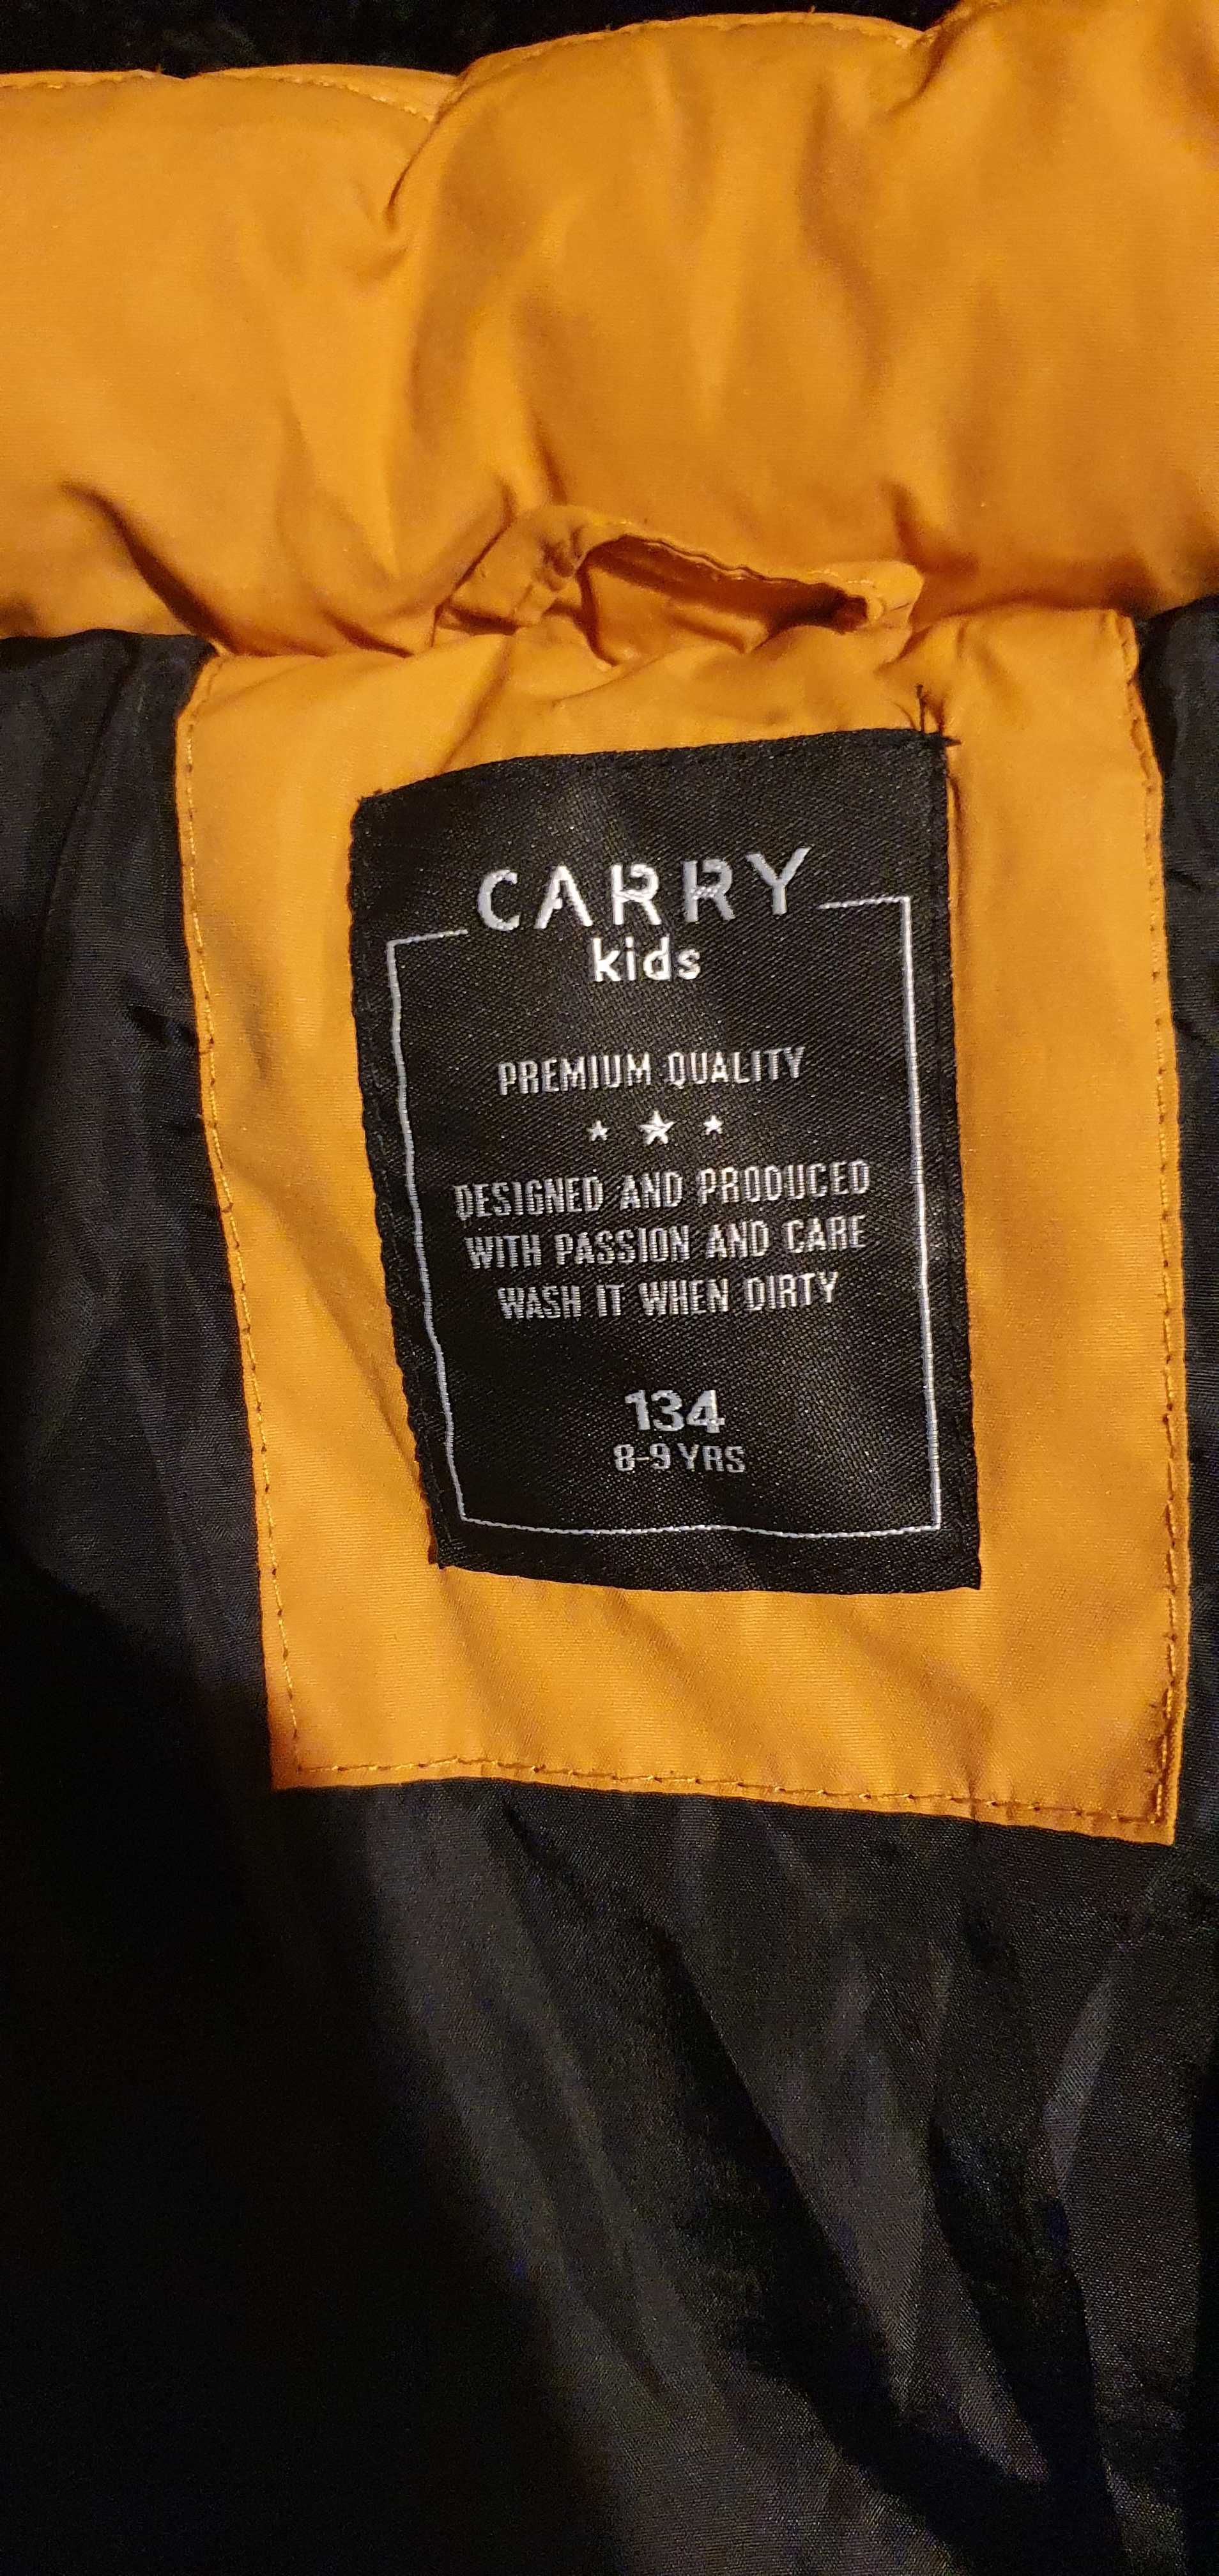 CARRY
kids
PREMIUM QUALITY
DESIGNED AND PRODUCED
WITH PASSION AND CARE
WASH IT WHEN DIRTY
134
8-9 YRS